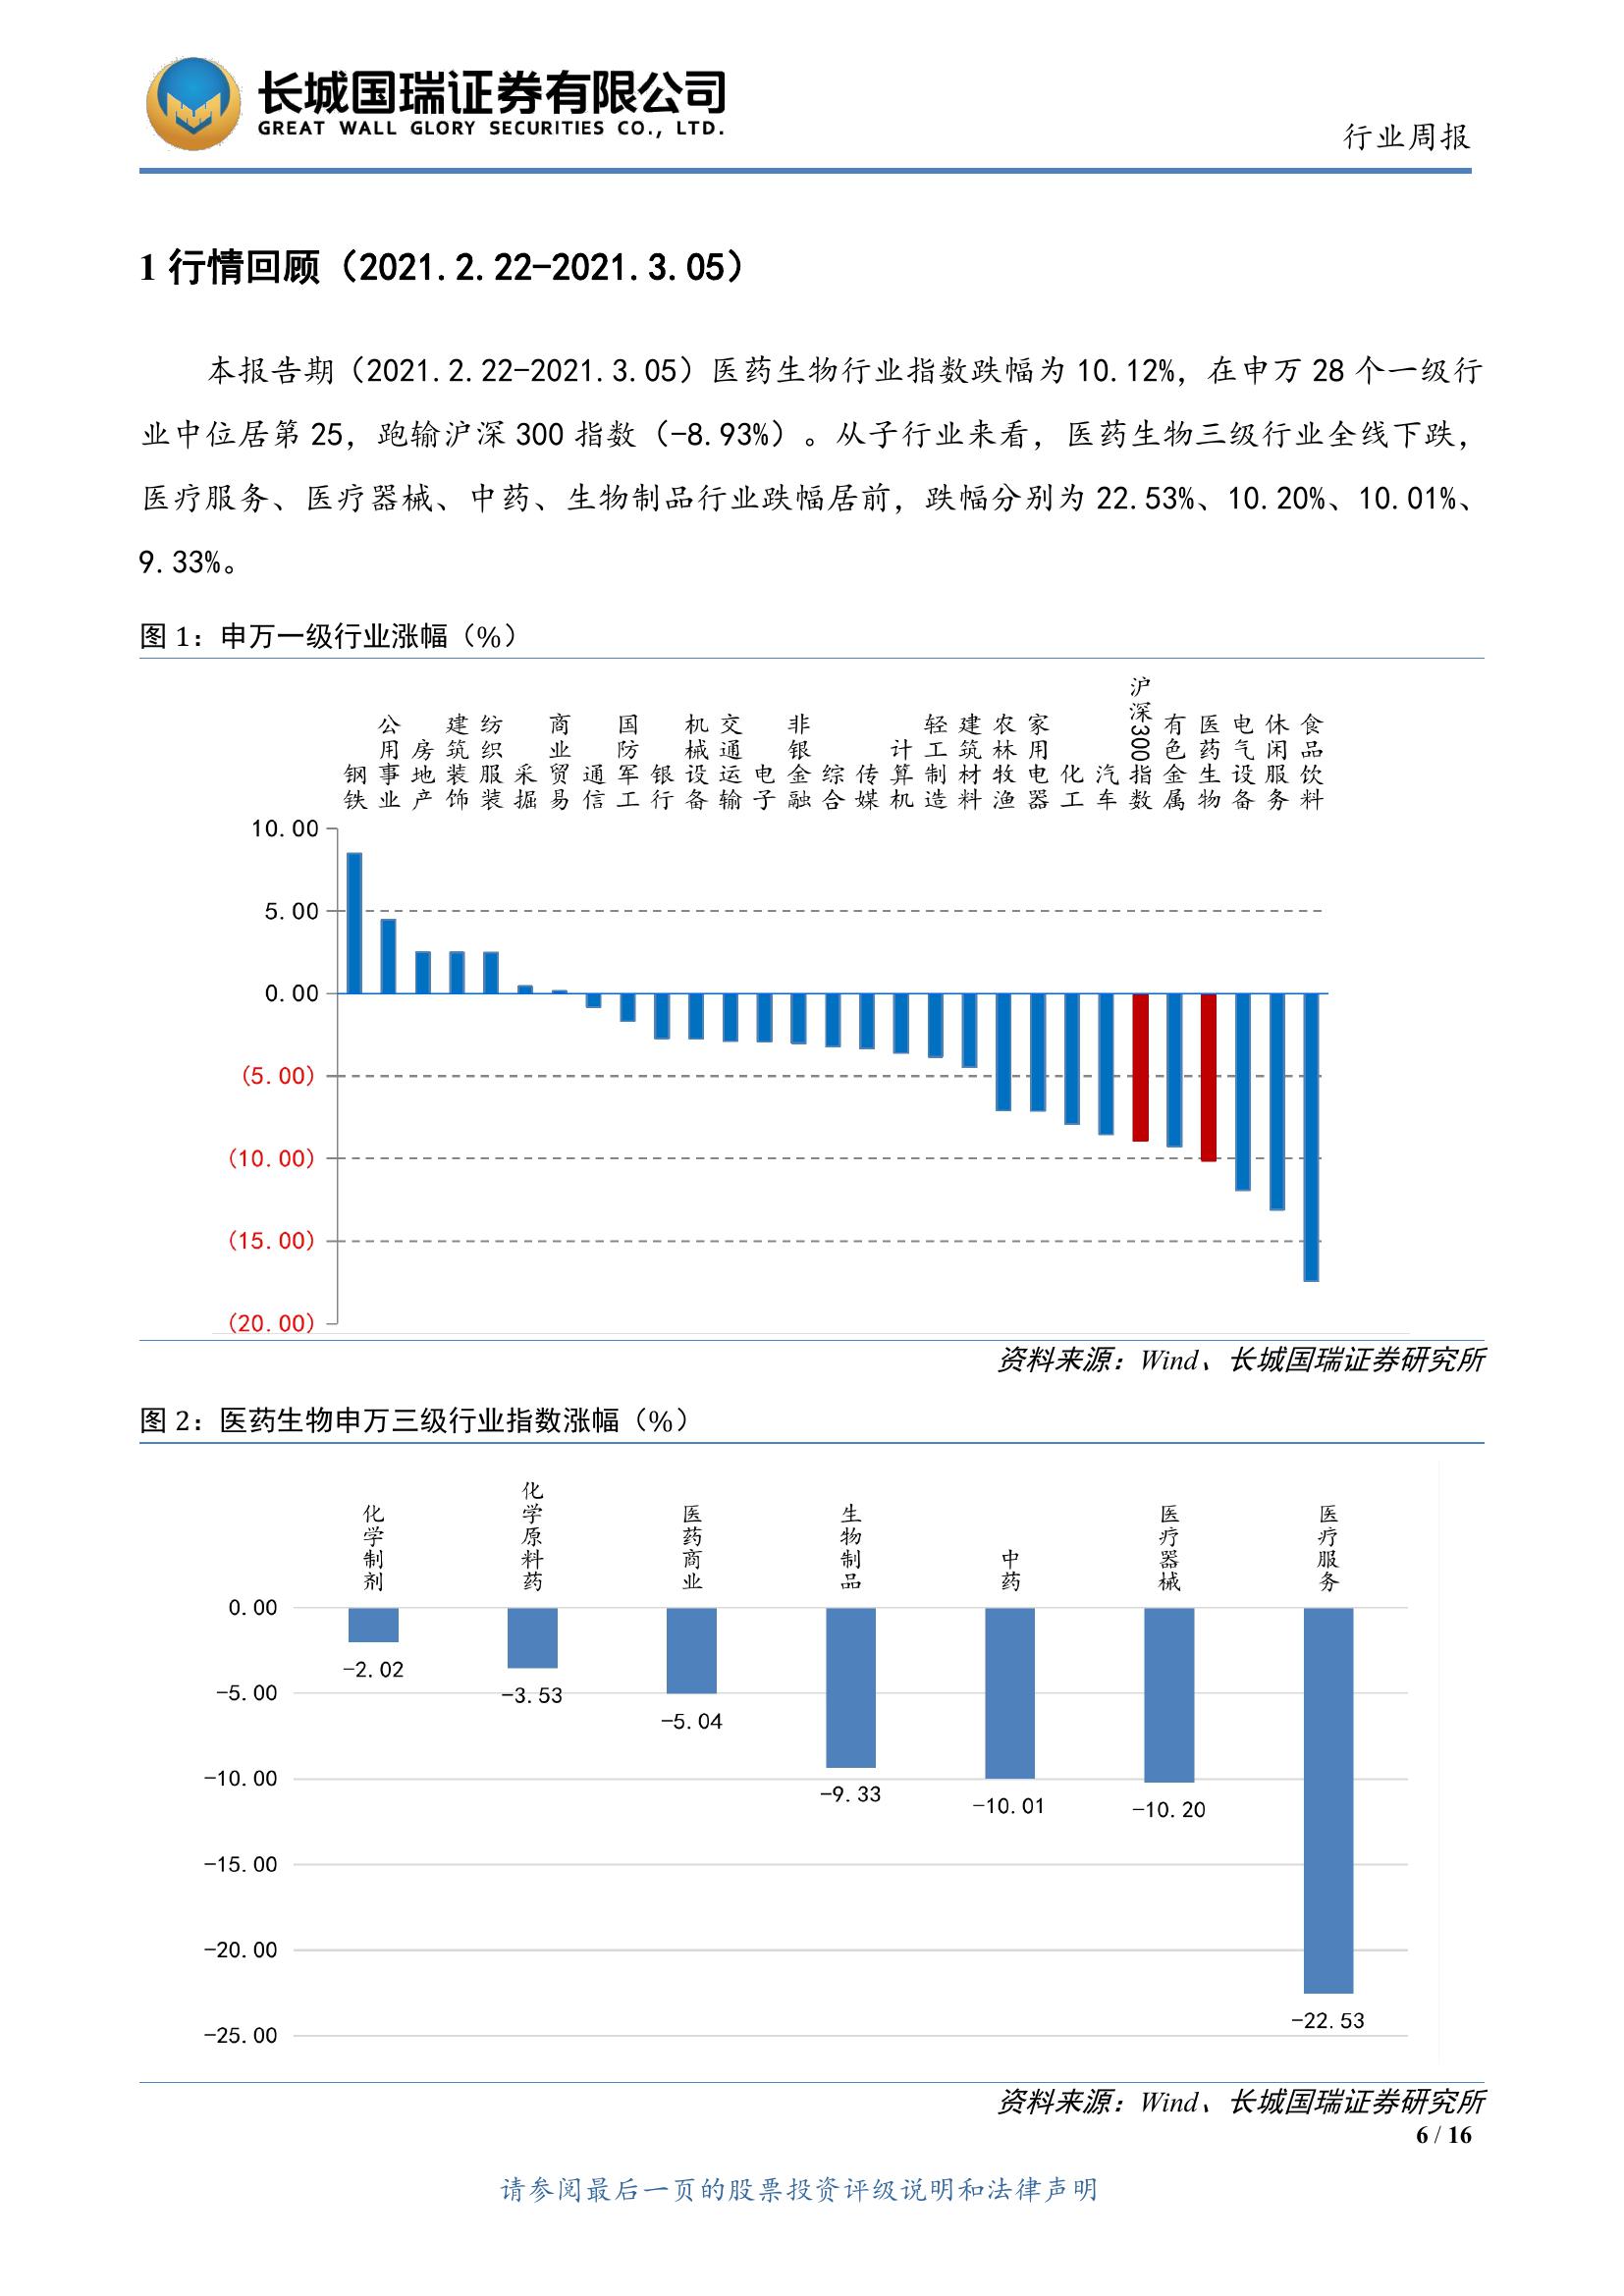 长城国瑞证券有限公司
GREAT WALL GLORY SECURITIES CO., LTD.
行业周报
1 行情回顾（2021.2.22-2021.3.05）
本报告期（2021.2.22-2021.3.05）医药生物行业指数跌幅为 10.12%，在申万 28 个一级行
业中位居第 25，跑输沪深 300 指数（-8.93%）。从子行业来看，医药生物三级行业全线下跌，
医疗服务、医疗器械、中药、生物制品行业跌幅居前，跌幅分别为 22.53%、10.20%、10.01%、
9.33%。
图 1：申万一级行业涨幅（%）
钢铁
公用事业
房地产
建筑装饰
纺织服装
采掘
商业贸易
通信
国防军工
银行
机械设备
交通运输
电子
非银金融
综合
传媒
计算机
轻工制造
建筑材料
农林牧渔
家用电器
化工
汽车
沪深300指数
有色金属
医药生物
电气设备
休闲服务
食品饮料
10.00
5.00
0.00
(5.00)
(10.00)
(15.00)
(20.00)
资料来源：Wind、长城国瑞证券研究所
图 2：医药生物申万三级行业指数涨幅（%）
化学制剂
化学原料药
医药商业
生物制品
中药
医疗器械
医疗服务
0.00
-5.00
-10.00
-15.00
-20.00
-25.00
-2.02
-3.53
-5.04
-9.33
-10.01
-10.20
-22.53
资料来源：Wind、长城国瑞证券研究所
6 / 16
请参阅最后一页的股票投资评级说明和法律声明